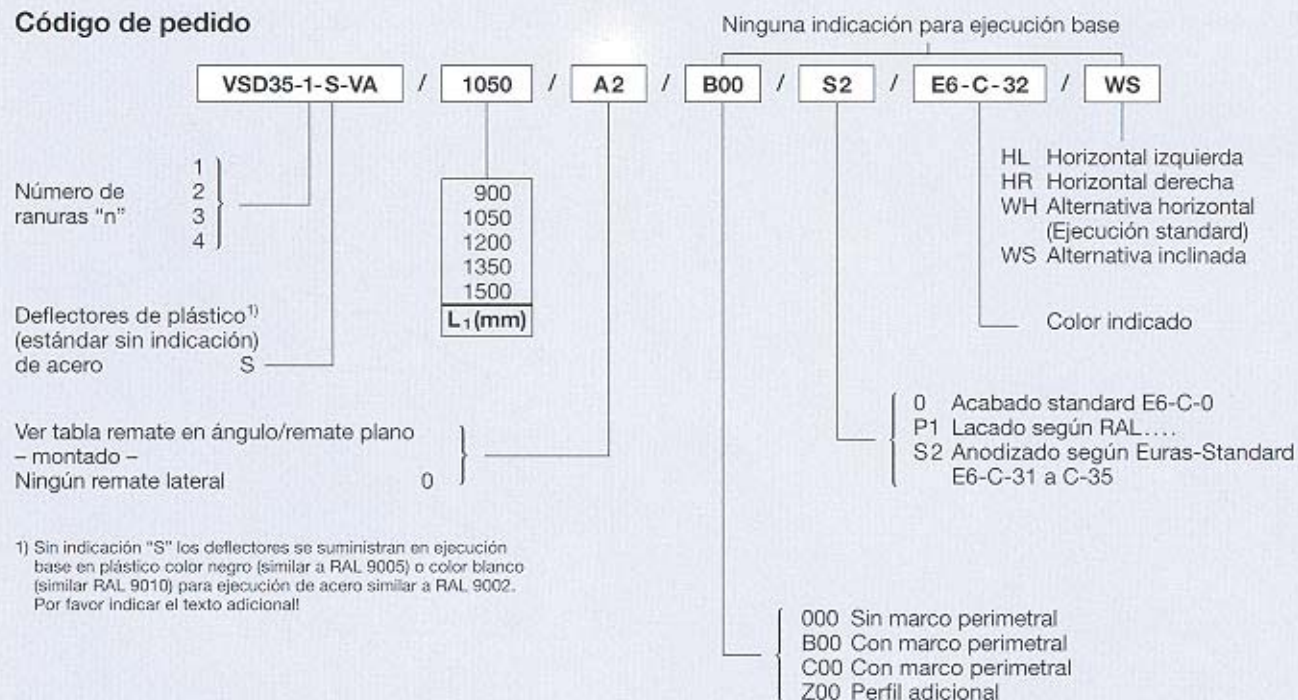 Código de pedido
Ninguna indicación para ejecución base
VSD35-1-S-VA / 1050 / A2 / B00 / S2 / E6-C-32 / WS
Número de
ranuras “n”
1
2
3
4
900
1050
1200
1350
1500
L1(mm)
HL Horizontal izquierda
HR Horizontal derecha
WH Alternativa horizontal
(Ejecución standard)
WS Alternativa inclinada
Deflectores de plástico1)
(estándar sin indicación)
de acero S
Color indicado
Ver tabla remate en ángulo/remate plano
– montado –
Ningún remate lateral 0
0 Acabado standard E6-C-0
P1 Lacado según RAL....
S2 Anodizado según Euras-Standard
E6-C-31 a C-35
1) Sin indicación “S” los deflectores se suministran en ejecución
base en plástico color negro (similar a RAL 9005) o color blanco
(similar RAL 9010) para ejecución de acero similar a RAL 9002.
Por favor indicar el texto adicional!
000 Sin marco perimetral
B00 Con marco perimetral
C00 Con marco perimetral
Z00 Perfil adicional